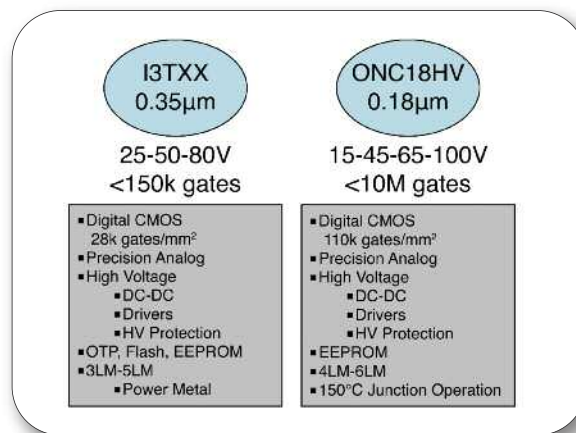 I3TXX
0.35µm
25-50-80V
<150k gates
▪Digital CMOS
28k gates/mm²
▪Precision Analog
▪High Voltage
▪DC-DC
▪Drivers
▪HV Protection
▪OTP, Flash, EEPROM
▪3LM-5LM
▪Power Metal
ONC18HV
0.18µm
15-45-65-100V
<10M gates
▪Digital CMOS
110k gates/mm²
▪Precision Analog
▪High Voltage
▪DC-DC
▪Drivers
▪HV Protection
▪EEPROM
▪4LM-6LM
▪150°C Junction Operation